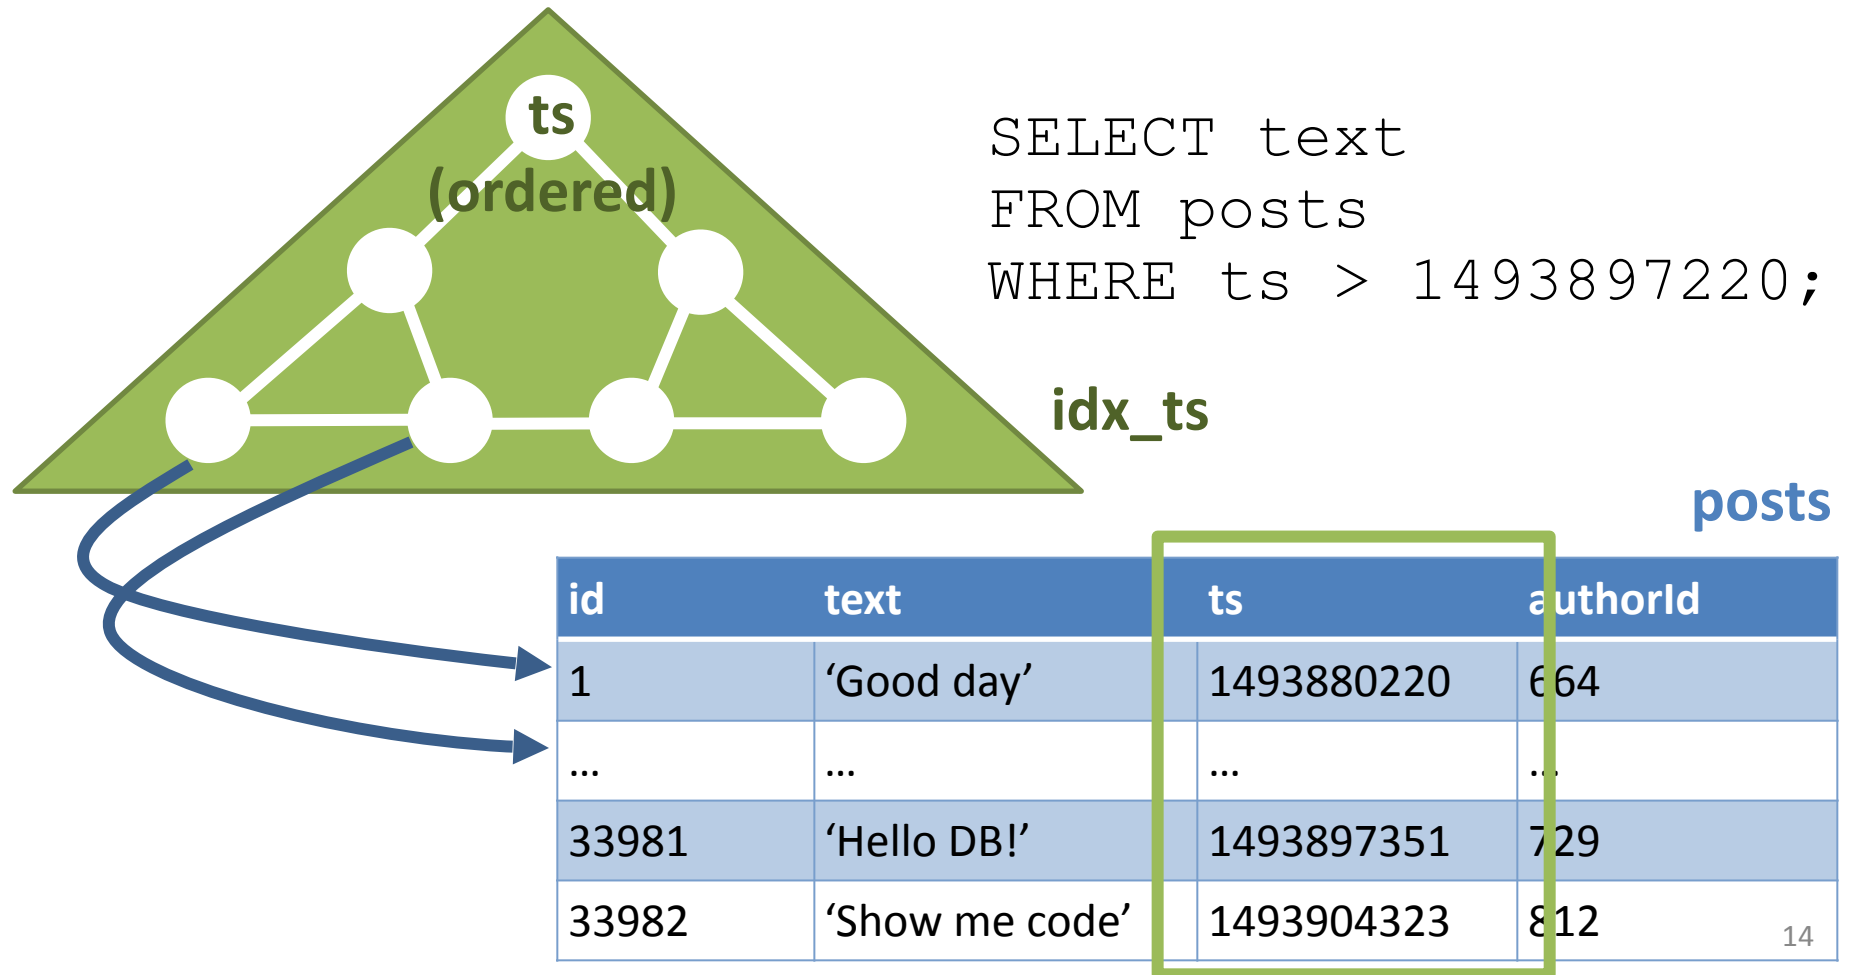 ts
(ordered)
SELECT text
FROM posts
WHERE ts > 1493897220;
idx_ts
posts
id text ts authorId
1 ‘Good day’ 1493880220 664
... ... ... ...
33981 ‘Hello DB!’ 1493897351 729
33982 ‘Show me code’ 1493904323 812
14